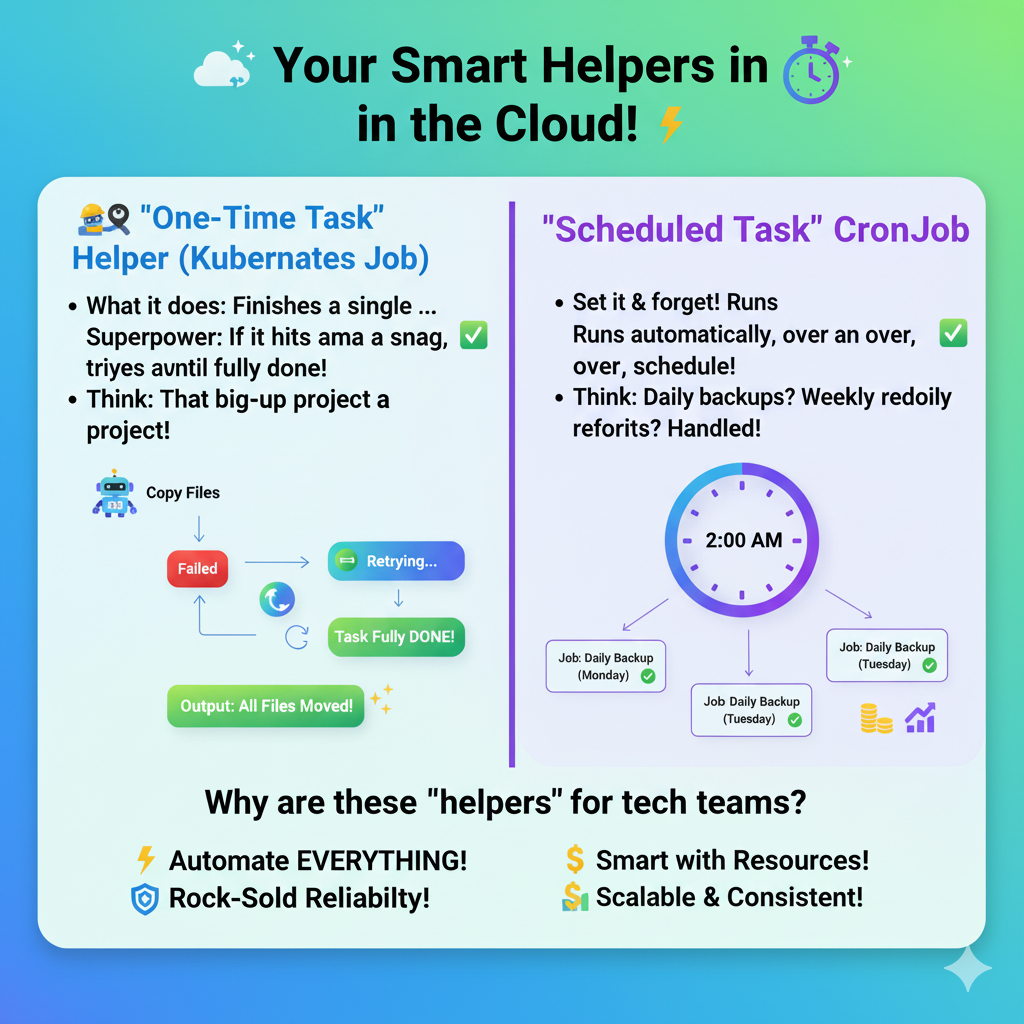 Your Smart Helpers in
in the Cloud!
"One-Time Task"
Helper (Kubernates Job)
• What it does: Finishes a single ...
Superpower: If it hits ama a snag,
triyes avntil fully done!
• Think: That big-up project a
project!
Copy Files
Failed
Retrying...
Task Fully DONE!
Output: All Files Moved!
"Scheduled Task" CronJob
• Set it & forget! Runs
Runs automatically, over an over,
over, schedule!
• Think: Daily backups? Weekly redoily
reforits? Handled!
2:00 AM
Job: Daily Backup
(Monday)
Job Daily Backup
(Tuesday)
Job: Daily Backup
(Tuesday)
Why are these "helpers" for tech teams?
Automate EVERYTHING!
Rock-Sold Reliabilty!
Smart with Resources!
Scalable & Consistent!